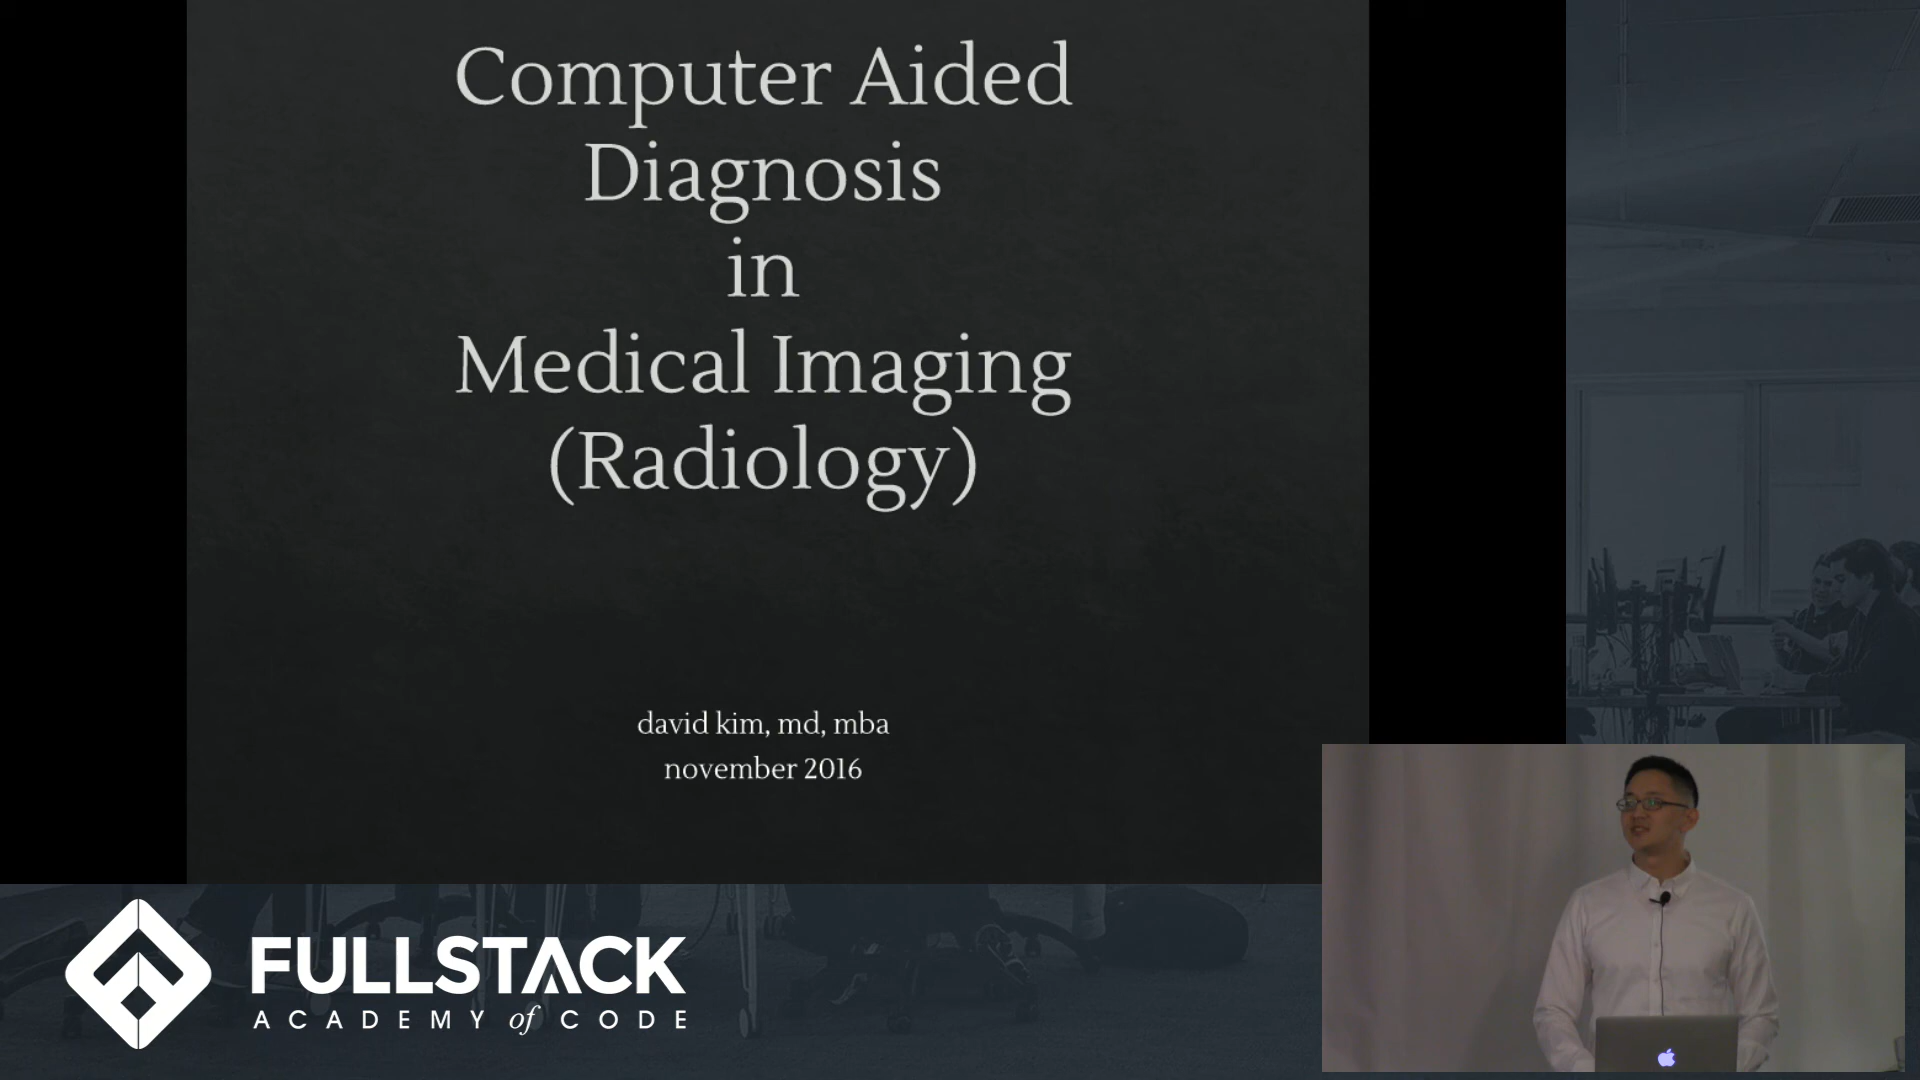 Computer Aided
Diagnosis
in
Medical Imaging
(Radiology)
david kim, md, mba
november 2016
FULLSTACK
ACADEMY of CODE